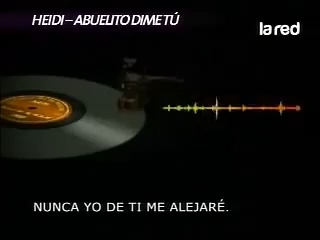 HEIDI – ABUELITO DIME TÚ
la red
NUNCA YO DE TI ME ALEJARÉ.